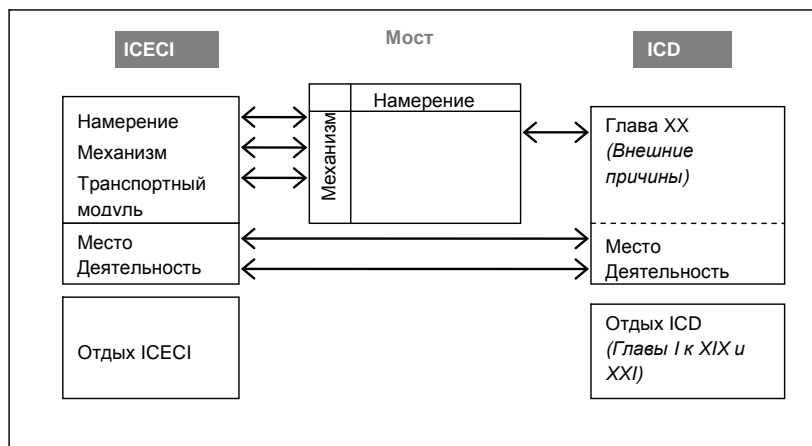 ICECI
Мост
ICD
Намерение
Механизм
Транспортный
модуль
Место
Деятельность
Отдых ICECI
Намерение
Механизм
Глава XX
(Внешние
причины)
Место
Деятельность
Отдых ICD
(Главы I к XIX и
XXI)